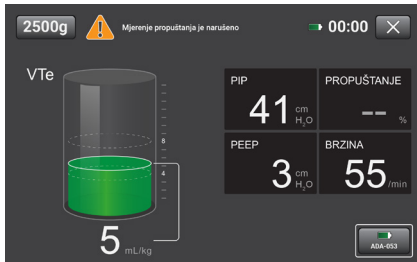 2500g
Mjerenje propuštanja je narušeno
00:00
VTe
8
4
5 mL/kg
PIP
41 cm H₂O
PROPUŠTANJE
-- %
PEEP
3 cm H₂O
BRZINA
55 /min
ADA-053